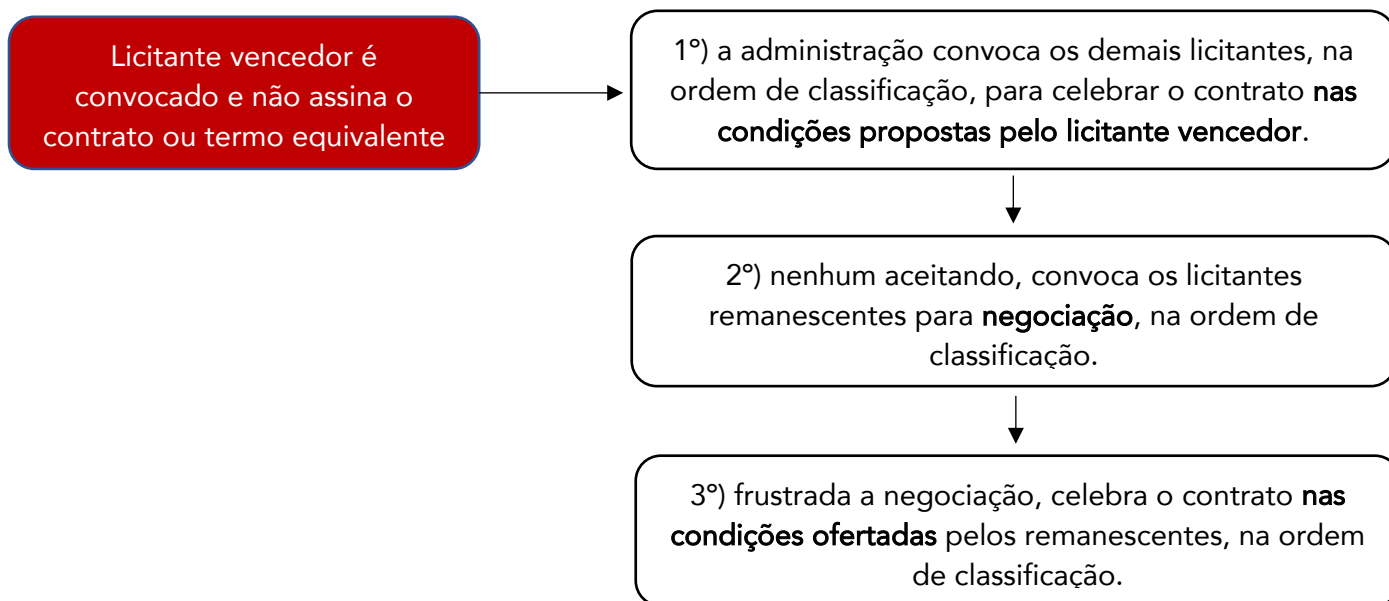 Licitante vencedor é
convocado e não assina o
contrato ou termo equivalente
1º) a administração convoca os demais licitantes, na
ordem de classificação, para celebrar o contrato nas
condições propostas pelo licitante vencedor.
2º) nenhum aceitando, convoca os licitantes
remanescentes para negociação, na ordem de
classificação.
3º) frustrada a negociação, celebra o contrato nas
condições ofertadas pelos remanescentes, na ordem
de classificação.